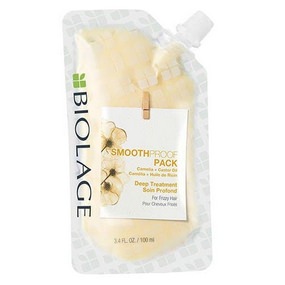 BIOLAGE
SMOOTHPROOF
PACK
Camellia + Castor Oil
Camélia + Huile de Ricin
Deep Treatment
Soin Profond
For Frizzy Hair
Pour Cheveux Frisés
3.4 FL. OZ. / 100 ml